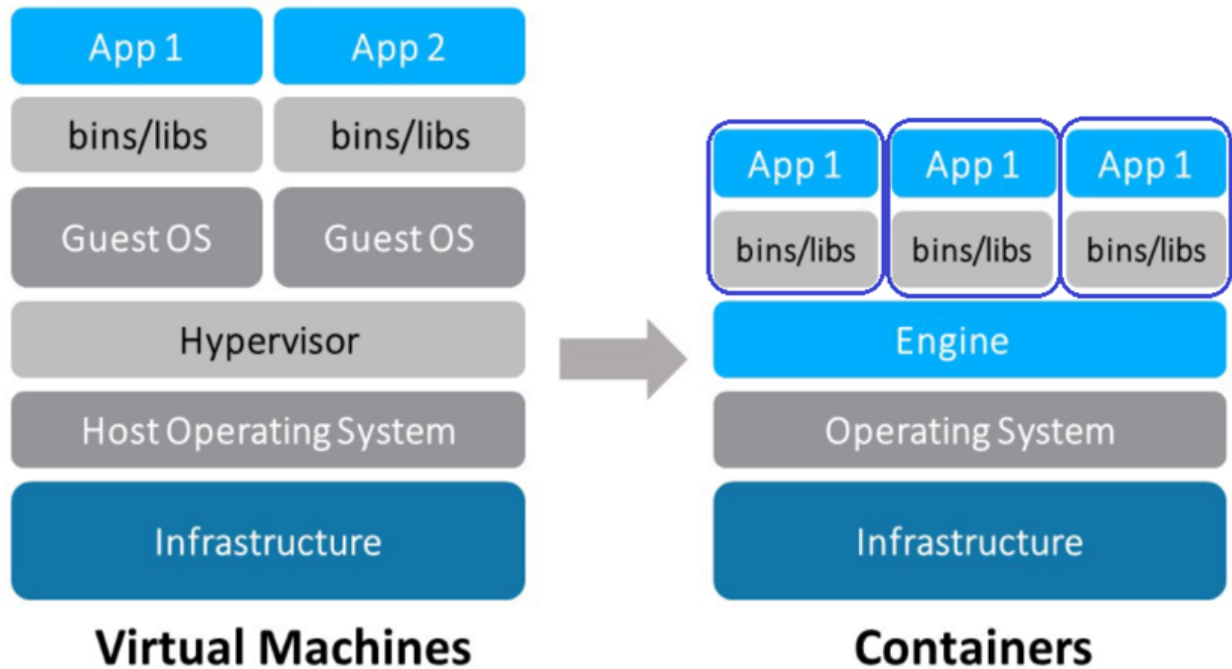 App 1 App 2
bins/libs bins/libs
Guest OS Guest OS
Hypervisor
Host Operating System
Infrastructure
Virtual Machines
App 1 App 1 App 1
bins/libs bins/libs bins/libs
Engine
Operating System
Infrastructure
Containers